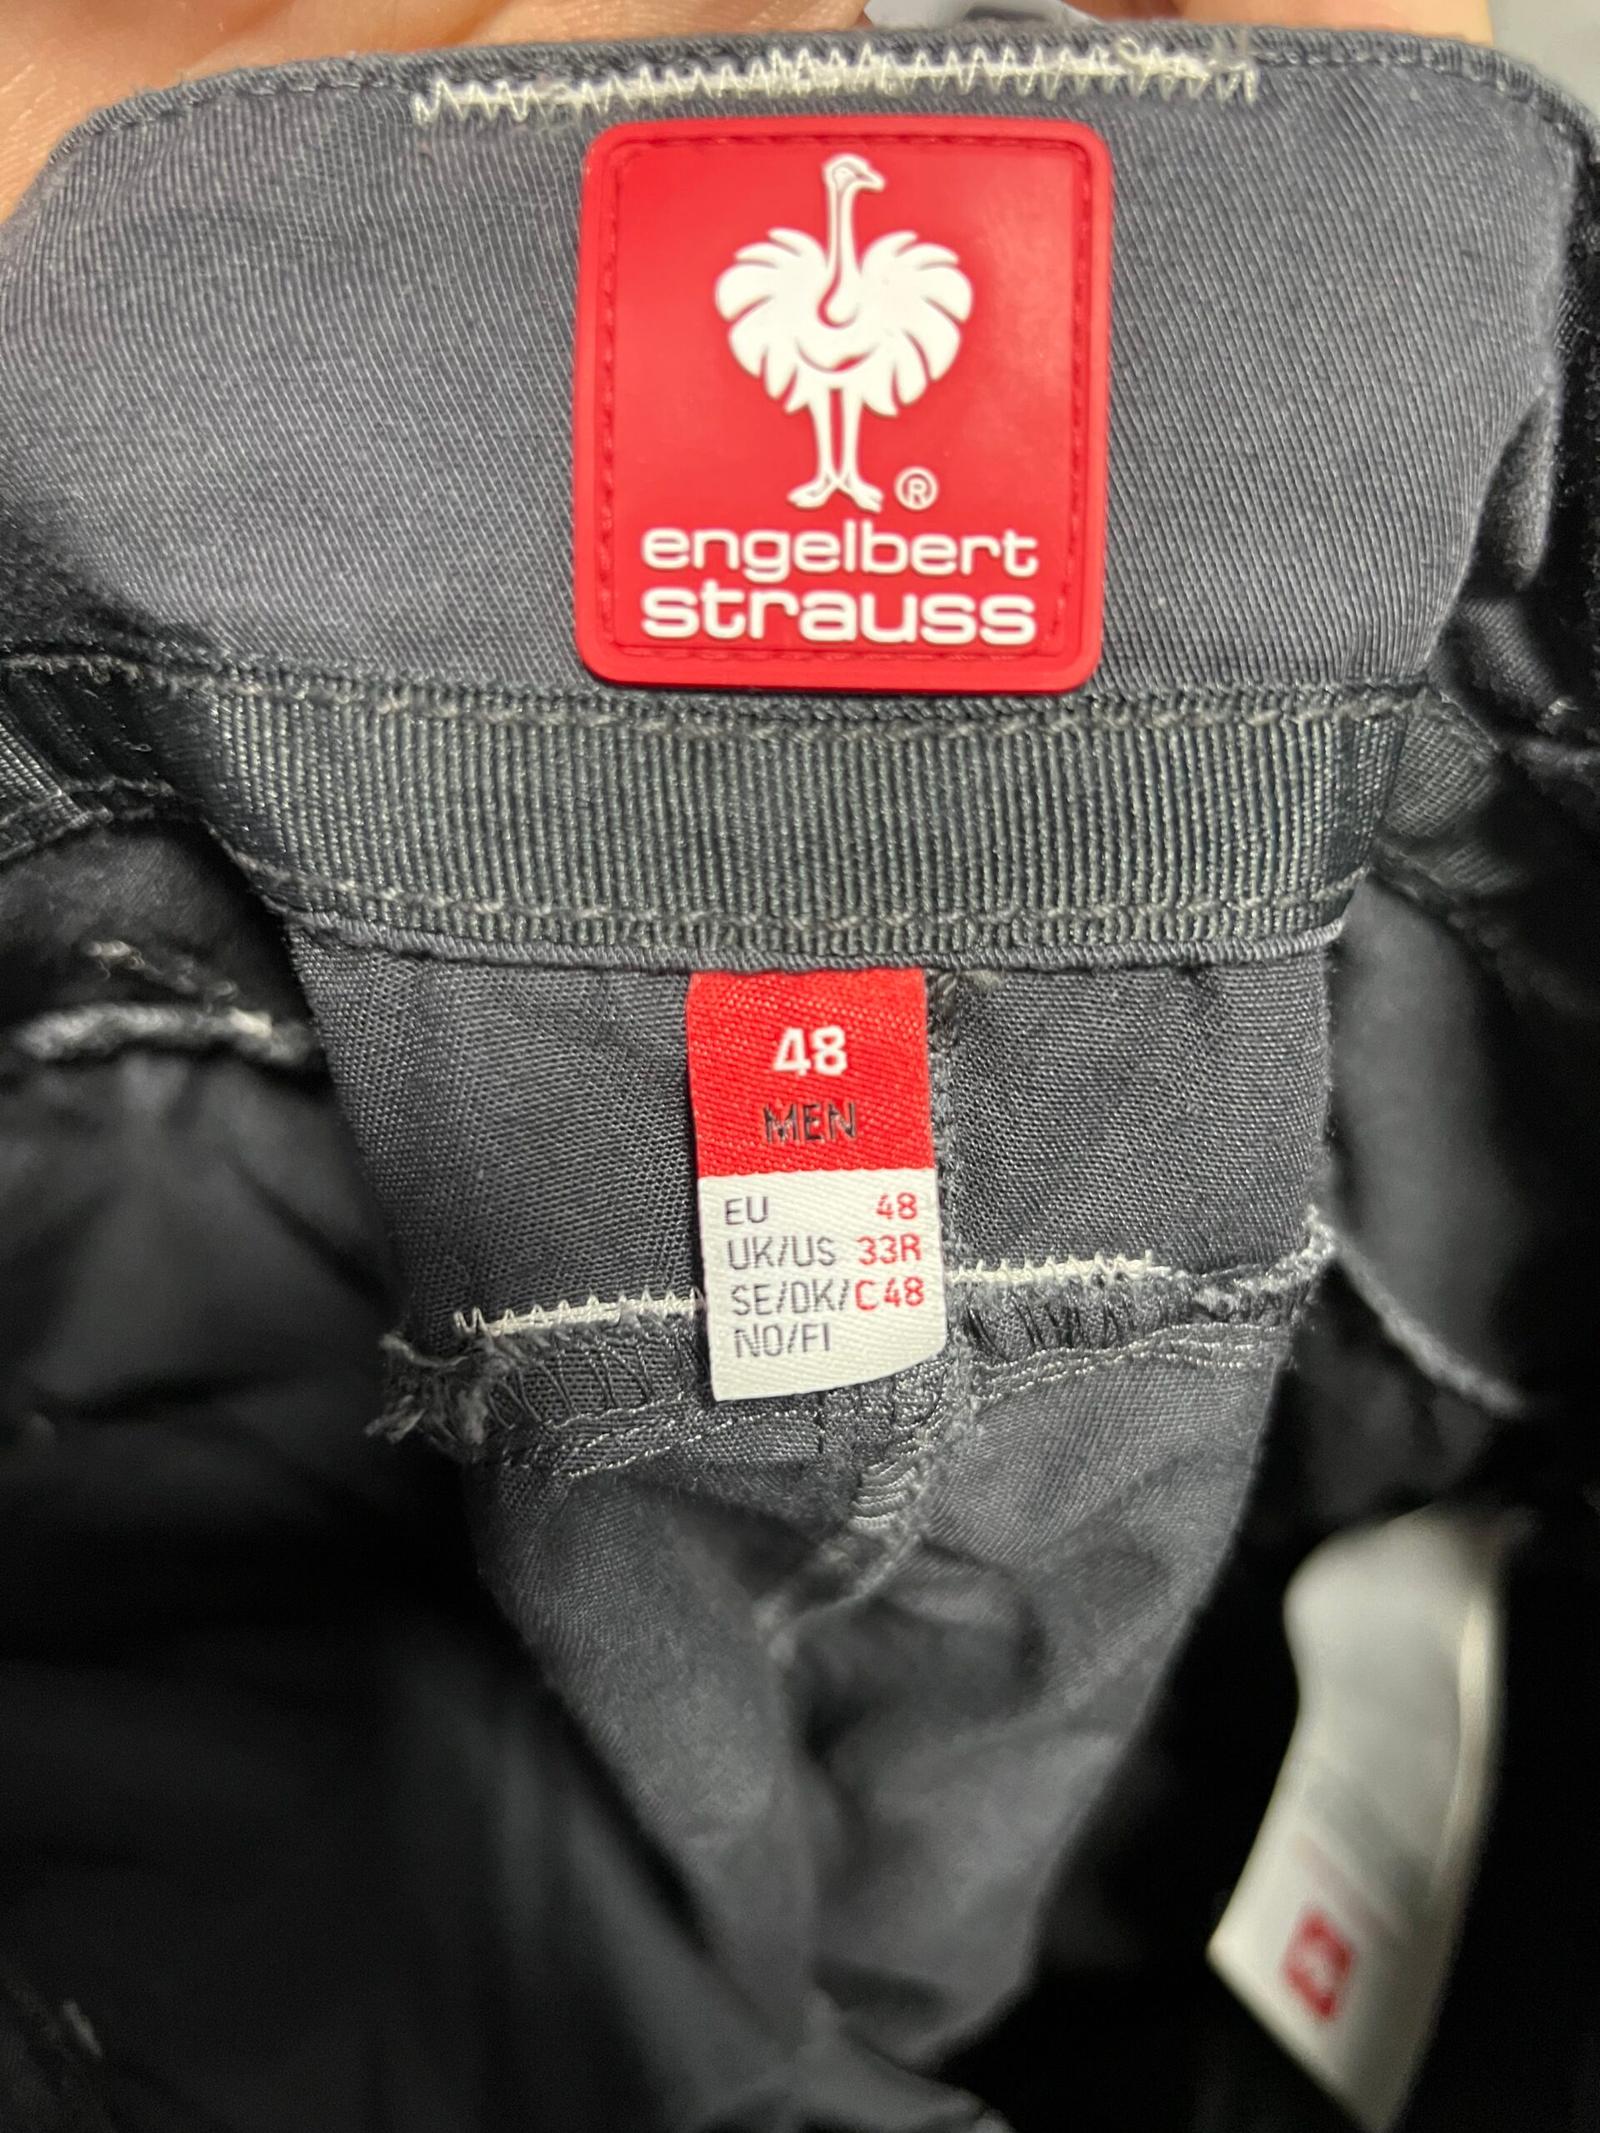 ®
engelbert
strauss
48
MEN
EU 48
UK/US 33R
SE/DK/ C48
NO/FI